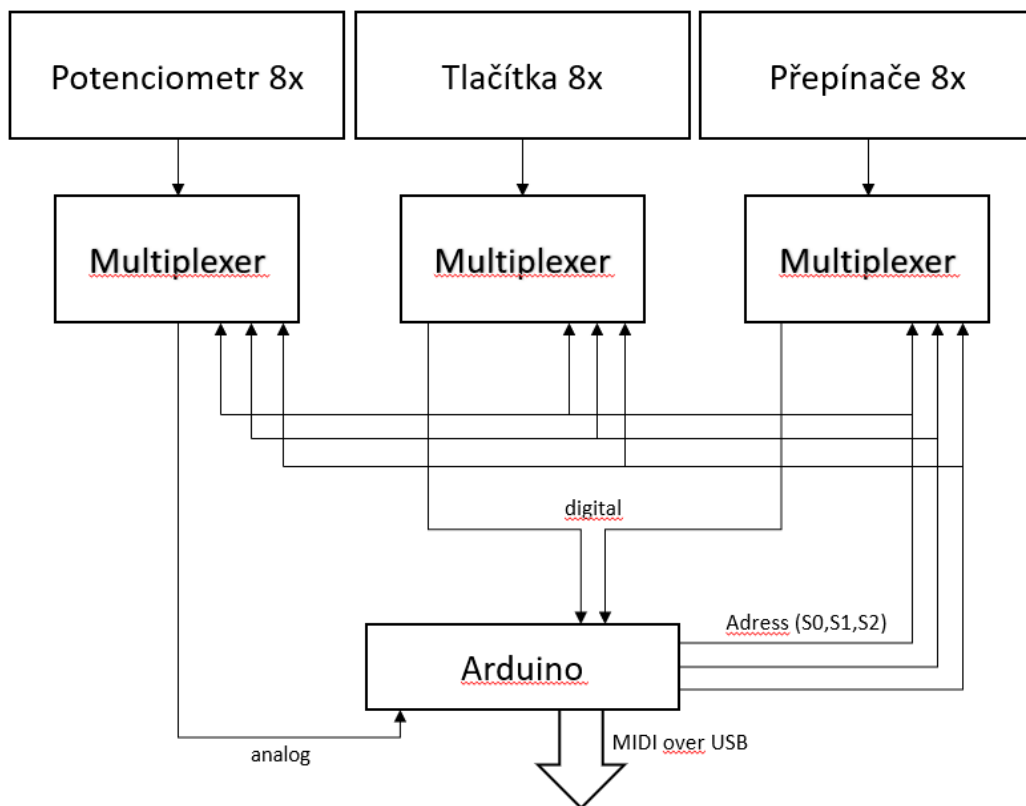 Potenciometr 8x
Tlačítka 8x
Přepínače 8x
Multiplexer
Multiplexer
Multiplexer
digital
Adress (S0,S1,S2)
Arduino
analog
MIDI over USB